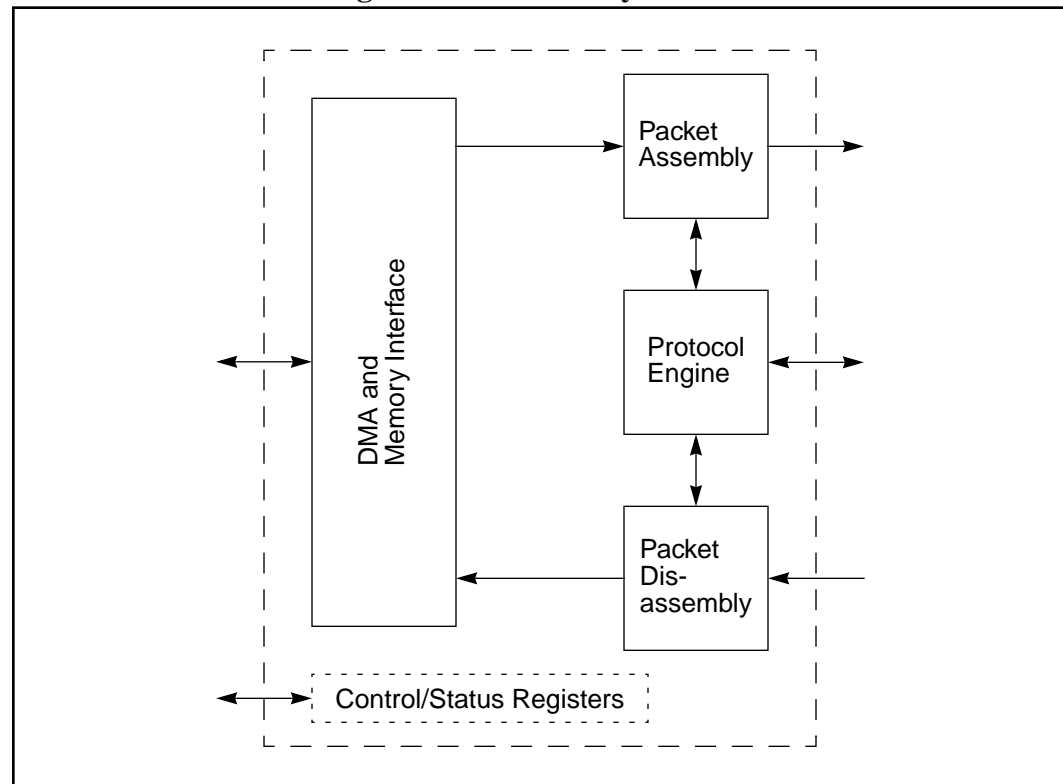 Packet
Assembly
DMA and
Memory Interface
Protocol
Engine
Packet
Dis-
assembly
Control/Status Registers